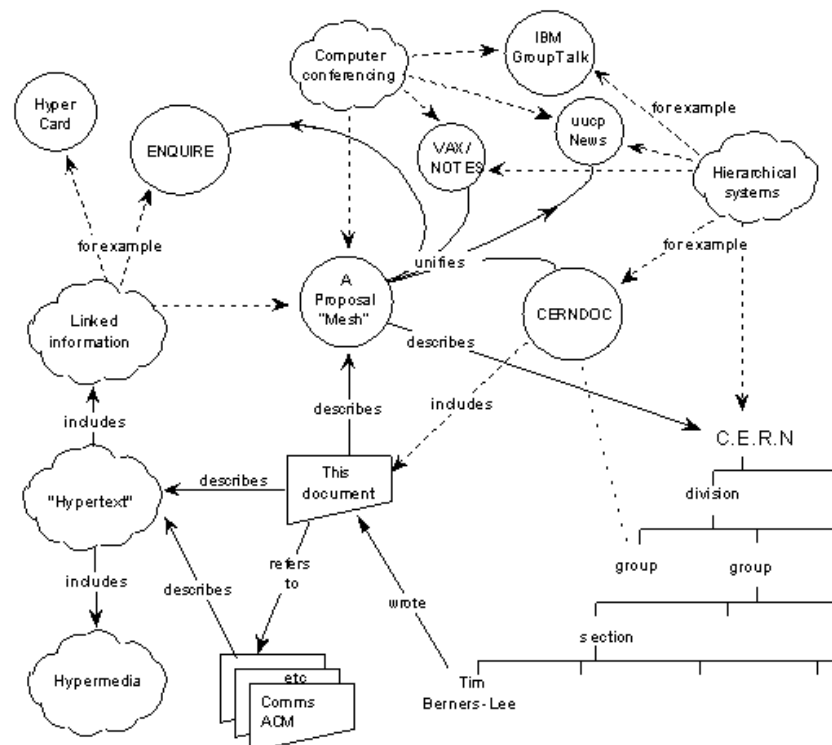 IBM
GroupTalk
Computer
conferencing
Hyper
Card
for example
uucp
News
ENQUIRE
VAX/
NOTES
Hierarchical
systems
for example
for example
unifies
A
Proposal
"Mesh"
CERNDOC
Linked
information
describes
includes
describes
includes
C.E.R.N
This
document
describes
"Hypertext"
division
refers
to
group
group
includes
describes
wrote
section
etc
Hypermedia
Comms
ACM
Tim
Berners-Lee